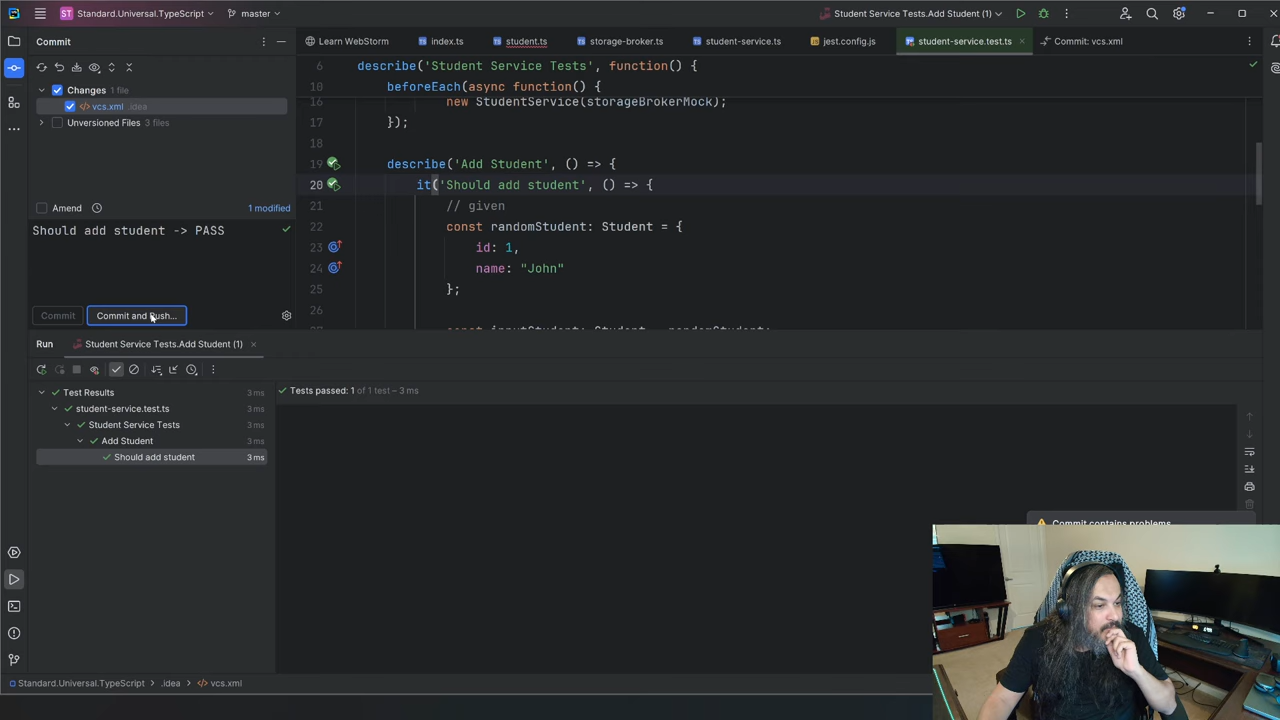 ST Standard.Universal.TypeScript master Student Service Tests.Add Student (1)
Commit
Learn WebStorm index.ts student.ts storage-broker.ts student-service.ts jest.config.js student-service.test.ts Commit: vcs.xml
Changes 1 file
vcs.xml .idea
Unversioned Files 3 files
Amend 1 modified
Should add student -> PASS
Commit Commit and Push...
6 describe('Student Service Tests', function() {
10 beforeEach(async function() {
16 new StudentService(storageBrokerMock);
17 });
18
19 describe('Add Student', () => {
20 it('Should add student', () => {
21 // given
22 const randomStudent: Student = {
23 id: 1,
24 name: "John"
25 };
26
27 const inputStudent: Student = randomStudent;
Run Student Service Tests.Add Student (1)
Test Results 3 ms
student-service.test.ts 3 ms
Student Service Tests 3 ms
Add Student 3 ms
Should add student 3 ms
Tests passed: 1 of 1 test – 3 ms
Commit contains problems
Standard.Universal.TypeScript .idea vcs.xml